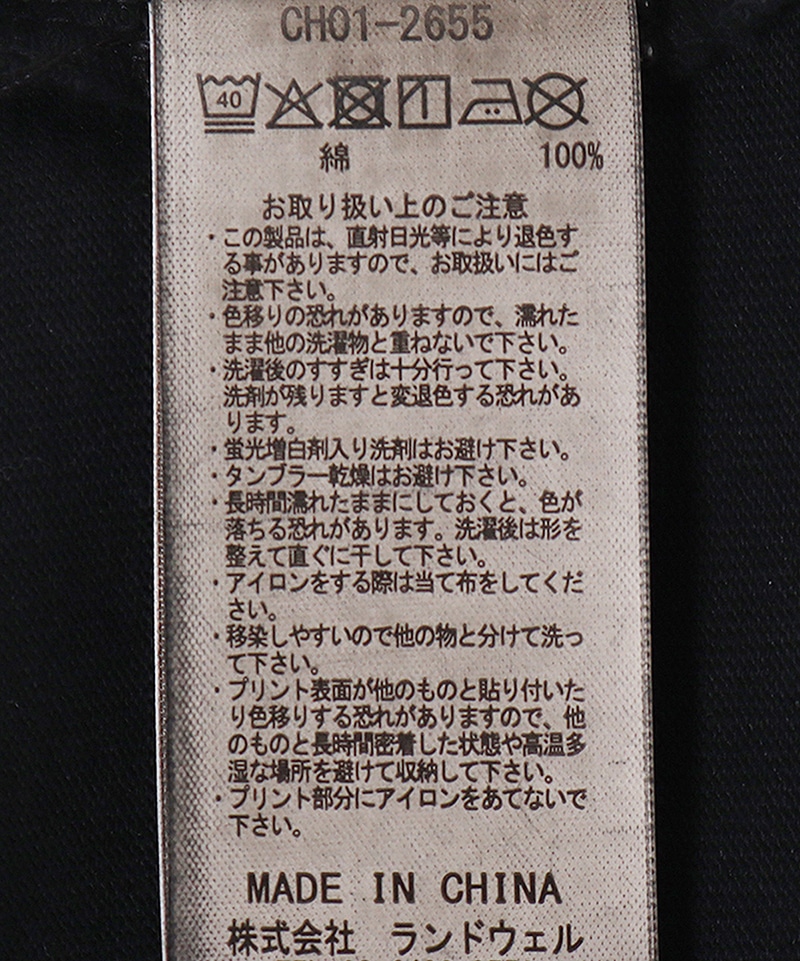 CH01-2655
40
綿 100%
お取り扱い上のご注意
・この製品は、直射日光等により退色す
る事がありますので、お取扱いにはご
注意下さい。
・色移りの恐れがありますので、濡れた
まま他の洗濯物と重ねないで下さい。
・洗濯後のすすぎは十分行って下さい。
洗剤が残りますと変退色する恐れがあ
ります。
・蛍光増白剤入り洗剤はお避け下さい。
・タンブラー乾燥はお避け下さい。
・長時間濡れたままにしておくと、色が
落ちる恐れがあります。洗濯後は形を
整えて直ぐに干して下さい。
・アイロンをする際は当て布をしてくだ
さい。
・移染しやすいので他の物と分けて洗っ
て下さい。
・プリント表面が他のものと貼り付いた
り色移りする恐れがありますので、他
のものと長時間密着した状態や高温多
湿な場所を避けて収納して下さい。
・プリント部分にアイロンをあてないで
下さい。
MADE IN CHINA
株式会社 ランドウェル